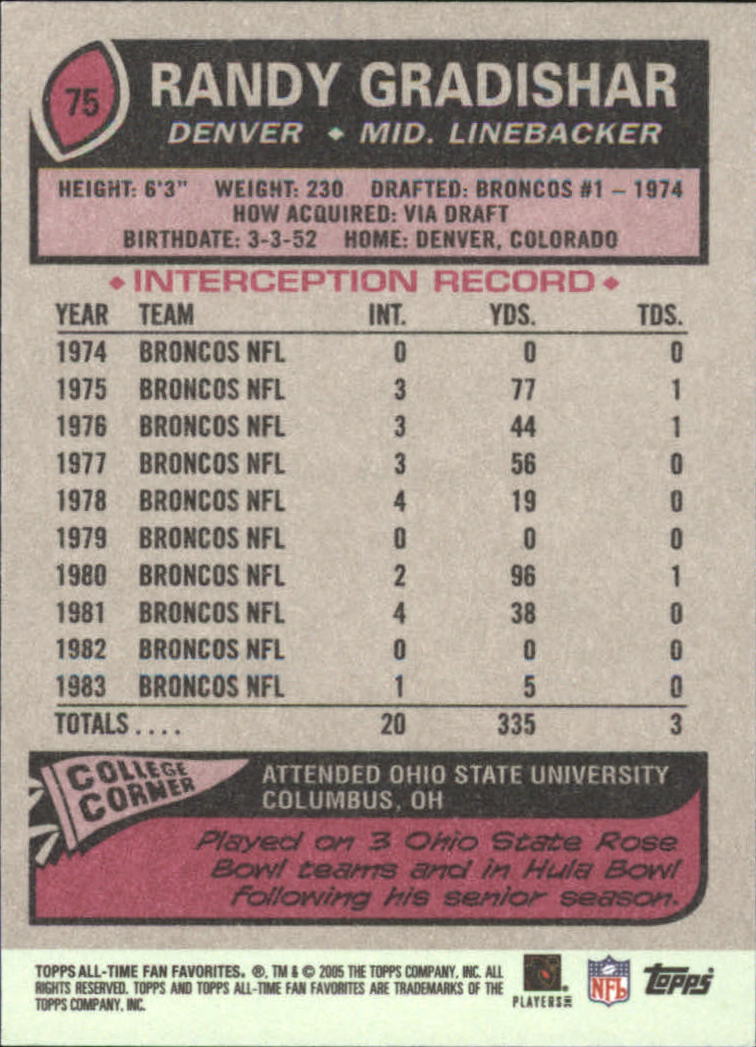 75
RANDY GRADISHAR
DENVER ♦ MID. LINEBACKER
HEIGHT: 6'3" WEIGHT: 230 DRAFTED: BRONCOS #1 – 1974
HOW ACQUIRED: VIA DRAFT
BIRTHDATE: 3-3-52 HOME: DENVER, COLORADO
♦ INTERCEPTION RECORD ♦
YEAR TEAM INT. YDS. TDS.
1974 BRONCOS NFL 0 0 0
1975 BRONCOS NFL 3 77 1
1976 BRONCOS NFL 3 44 1
1977 BRONCOS NFL 3 56 0
1978 BRONCOS NFL 4 19 0
1979 BRONCOS NFL 0 0 0
1980 BRONCOS NFL 2 96 1
1981 BRONCOS NFL 4 38 0
1982 BRONCOS NFL 0 0 0
1983 BRONCOS NFL 1 5 0
TOTALS.... 20 335 3
COLLEGE
CORNER
ATTENDED OHIO STATE UNIVERSITY
COLUMBUS, OH
Played on 3 Ohio State Rose
Bowl teams and in Hula Bowl
following his senior season.
TOPPS ALL-TIME FAN FAVORITES. ®, TM & © 2005 THE TOPPS COMPANY, INC. ALL
RIGHTS RESERVED. TOPPS AND TOPPS ALL-TIME FAN FAVORITES ARE TRADEMARKS OF THE
TOPPS COMPANY, INC.
PLAYERS INC
NFL
Topps